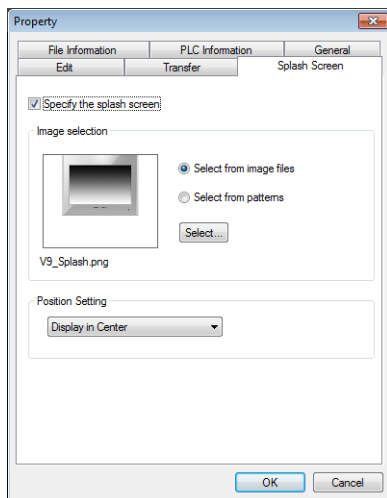 Property
File Information PLC Information General
Edit Transfer Splash Screen
Specify the splash screen
Image selection
Select from image files
Select from patterns
Select...
V9_Splash.png
Position Setting
Display in Center
OK Cancel